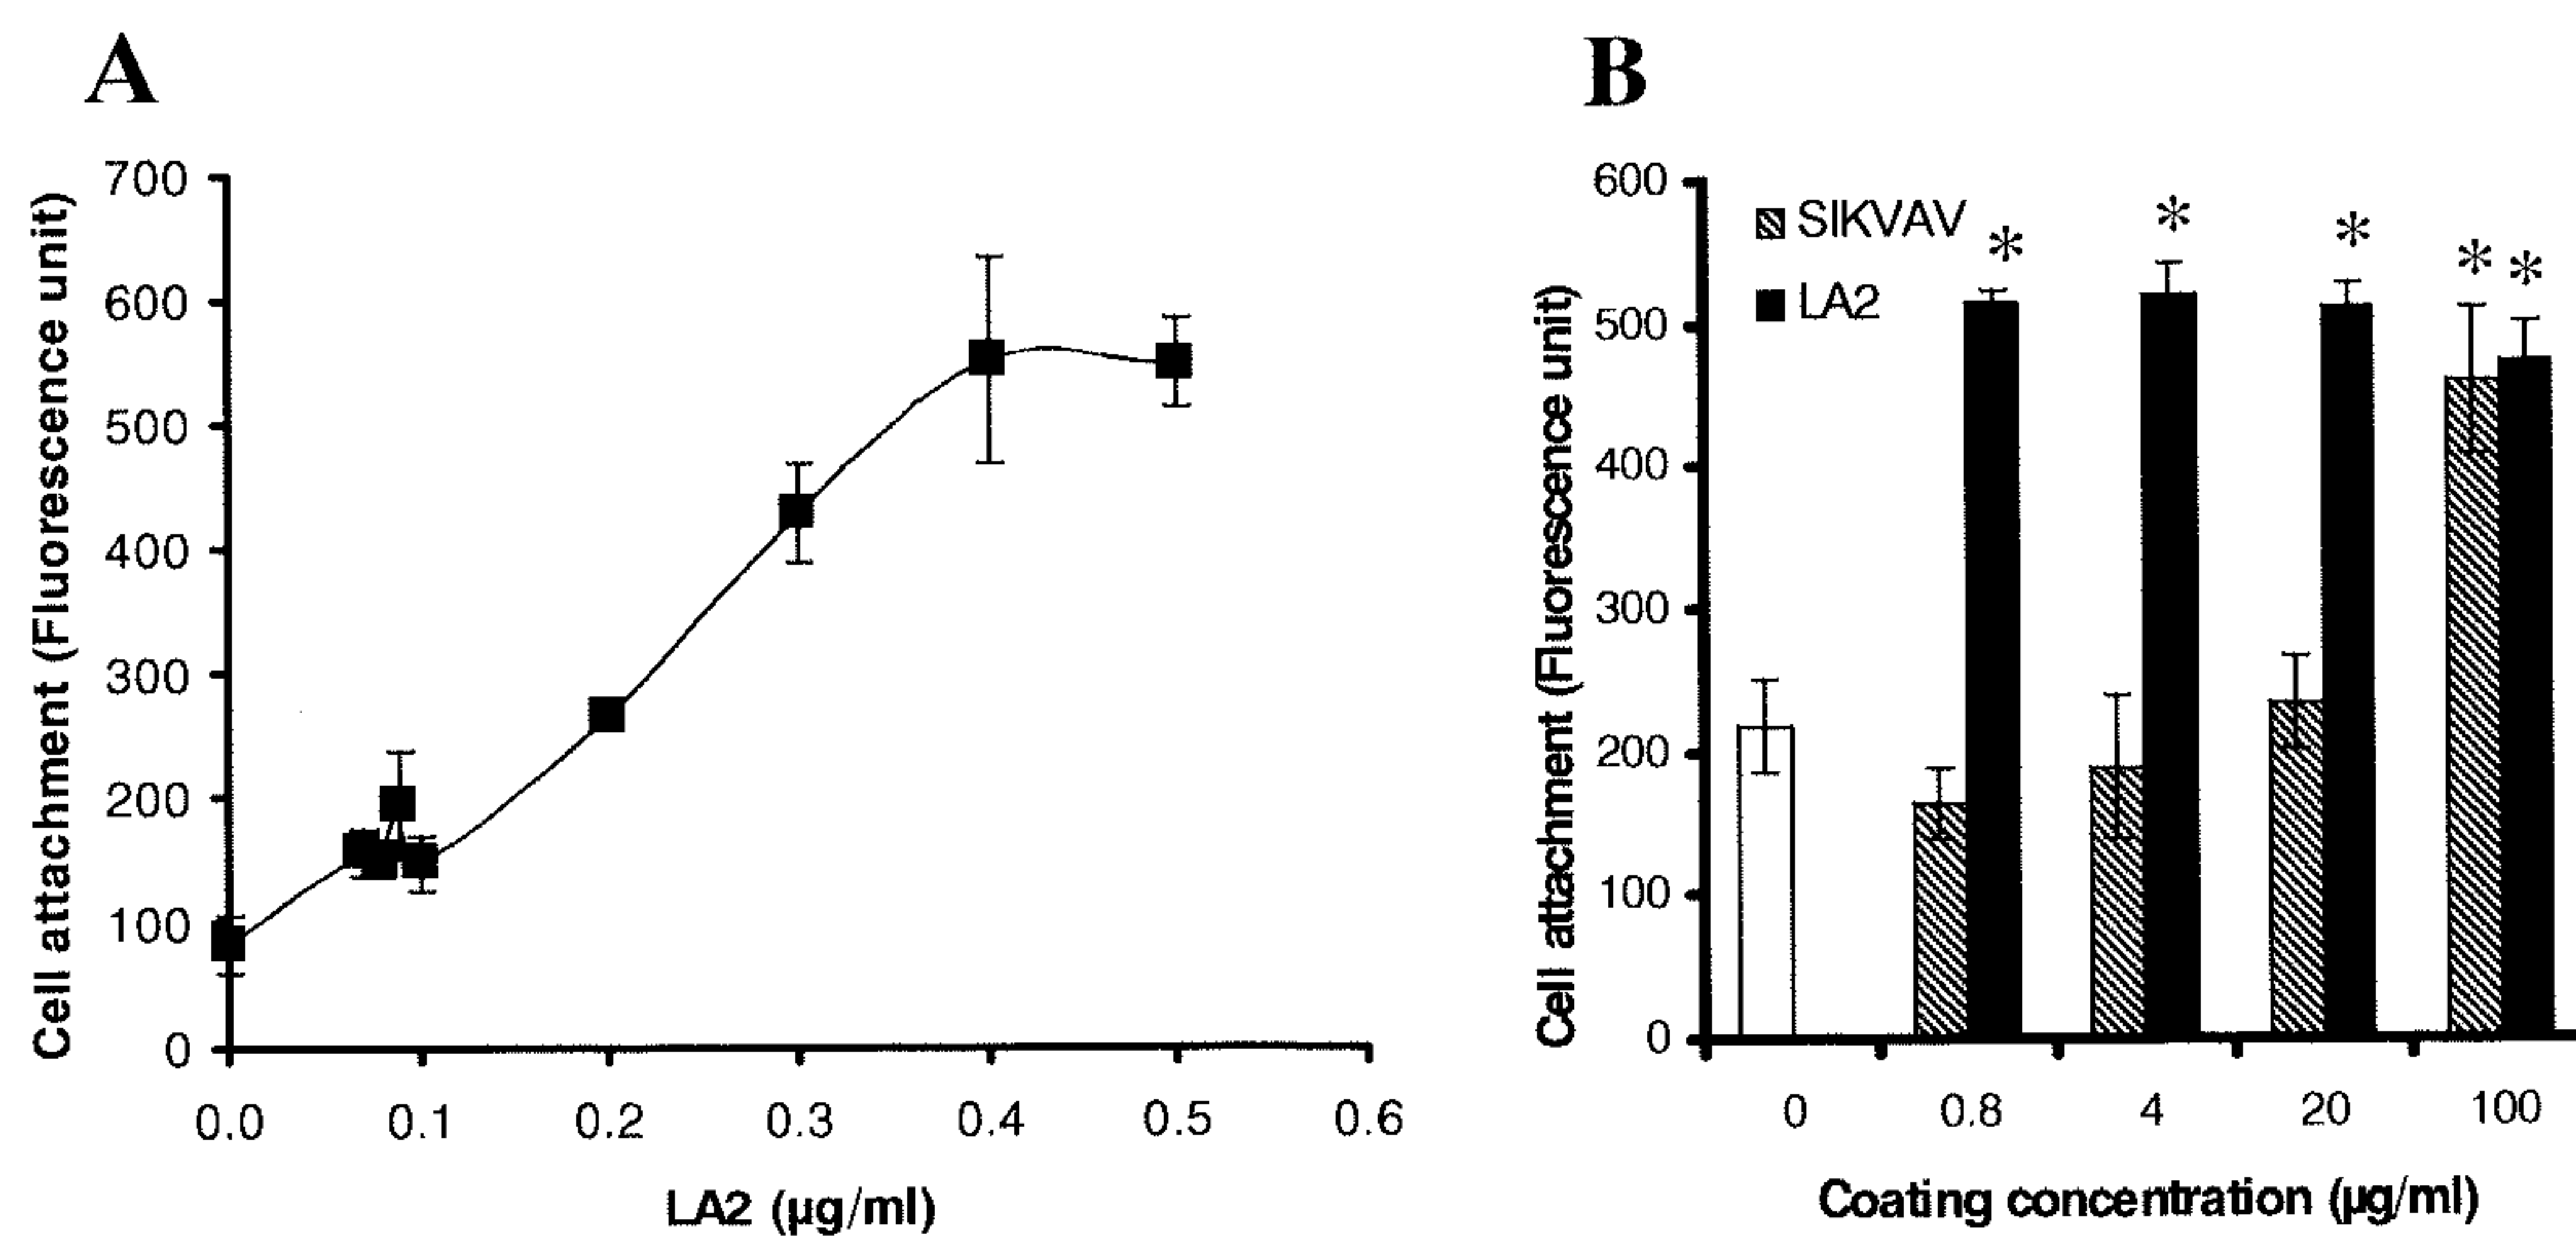 A
Cell attachment (Fluorescence unit)
700
600
500
400
300
200
100
0
0.0 0.1 0.2 0.3 0.4 0.5 0.6
LA2 (µg/ml)
B
Cell attachment (Fluorescence unit)
600
500
400
300
200
100
0
SIKVAV
LA2
*
*
*
* *
0 0.8 4 20 100
Coating concentration (µg/ml)